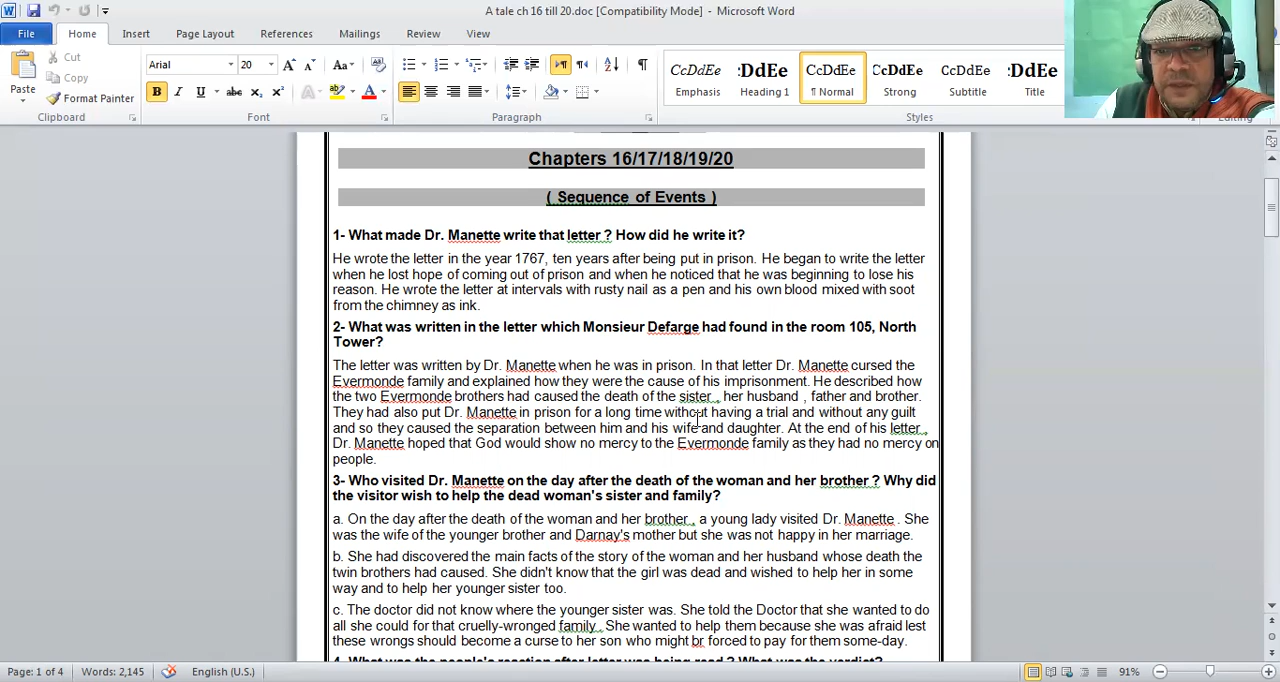 A tale ch 16 till 20.doc [Compatibility Mode] - Microsoft Word
File Home Insert Page Layout References Mailings Review View
Cut
Copy
Format Painter
Paste
Arial 20
Clipboard Font Paragraph Styles Editing
CcDdEe :DdEe CcDdEe CcDdEe CcDdEe :DdEe
Emphasis Heading 1 ¶ Normal Strong Subtitle Title
Chapters 16/17/18/19/20
( Sequence of Events )
1- What made Dr. Manette write that letter ? How did he write it?
He wrote the letter in the year 1767, ten years after being put in prison. He began to write the letter
when he lost hope of coming out of prison and when he noticed that he was beginning to lose his
reason. He wrote the letter at intervals with rusty nail as a pen and his own blood mixed with soot
from the chimney as ink.
2- What was written in the letter which Monsieur Defarge had found in the room 105, North
Tower?
The letter was written by Dr. Manette when he was in prison. In that letter Dr. Manette cursed the
Evermonde family and explained how they were the cause of his imprisonment. He described how
the two Evermonde brothers had caused the death of the sister , her husband , father and brother.
They had also put Dr. Manette in prison for a long time without having a trial and without any guilt
and so they caused the separation between him and his wife and daughter. At the end of his letter ,
Dr. Manette hoped that God would show no mercy to the Evermonde family as they had no mercy on
people.
3- Who visited Dr. Manette on the day after the death of the woman and her brother ? Why did
the visitor wish to help the dead woman's sister and family?
a. On the day after the death of the woman and her brother , a young lady visited Dr. Manette . She
was the wife of the younger brother and Darnay's mother but she was not happy in her marriage.
b. She had discovered the main facts of the story of the woman and her husband whose death the
twin brothers had caused. She didn't know that the girl was dead and wished to help her in some
way and to help her younger sister too.
c. The doctor did not know where the younger sister was. She told the Doctor that she wanted to do
all she could for that cruelly-wronged family . She wanted to help them because she was afraid lest
these wrongs should become a curse to her son who might br forced to pay for them some-day.
4- What was the people's reaction after letter was being read ? What was the verdict?
Page: 1 of 4 Words: 2,145 English (U.S.) 91%